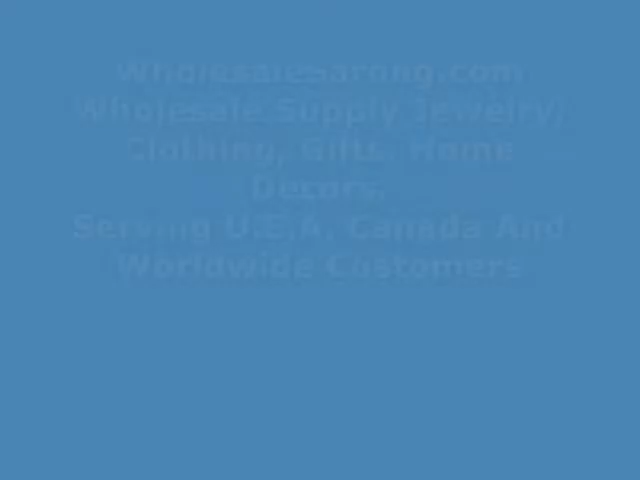 Wholesalesarong.com
Wholesale Supply Jewelry,
Clothing, Gifts, Home
Decors.
Serving U.S.A, Canada And
Worldwide Customers